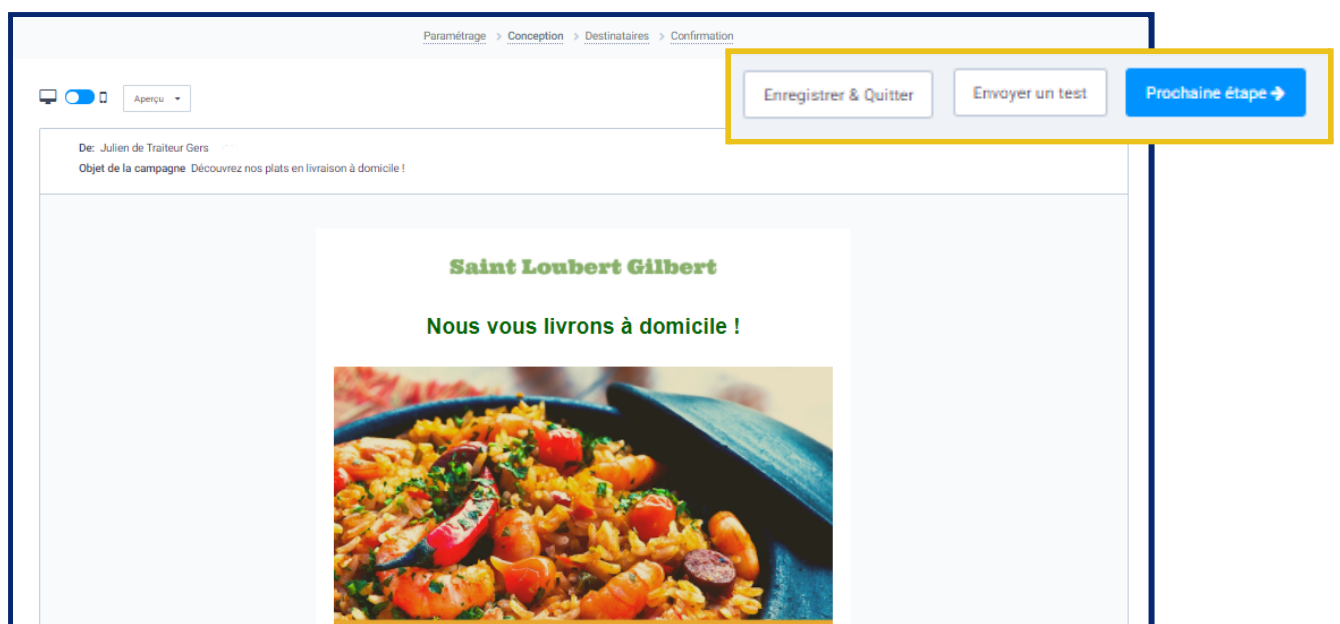 Paramétrage > Conception > Destinataires > Confirmation
Enregistrer & Quitter
Envoyer un test
Prochaine étape →
Aperçu
De: Julien de Traiteur Gers
Objet de la campagne Découvrez nos plats en livraison à domicile !
Saint Loubert Gilbert
Nous vous livrons à domicile !